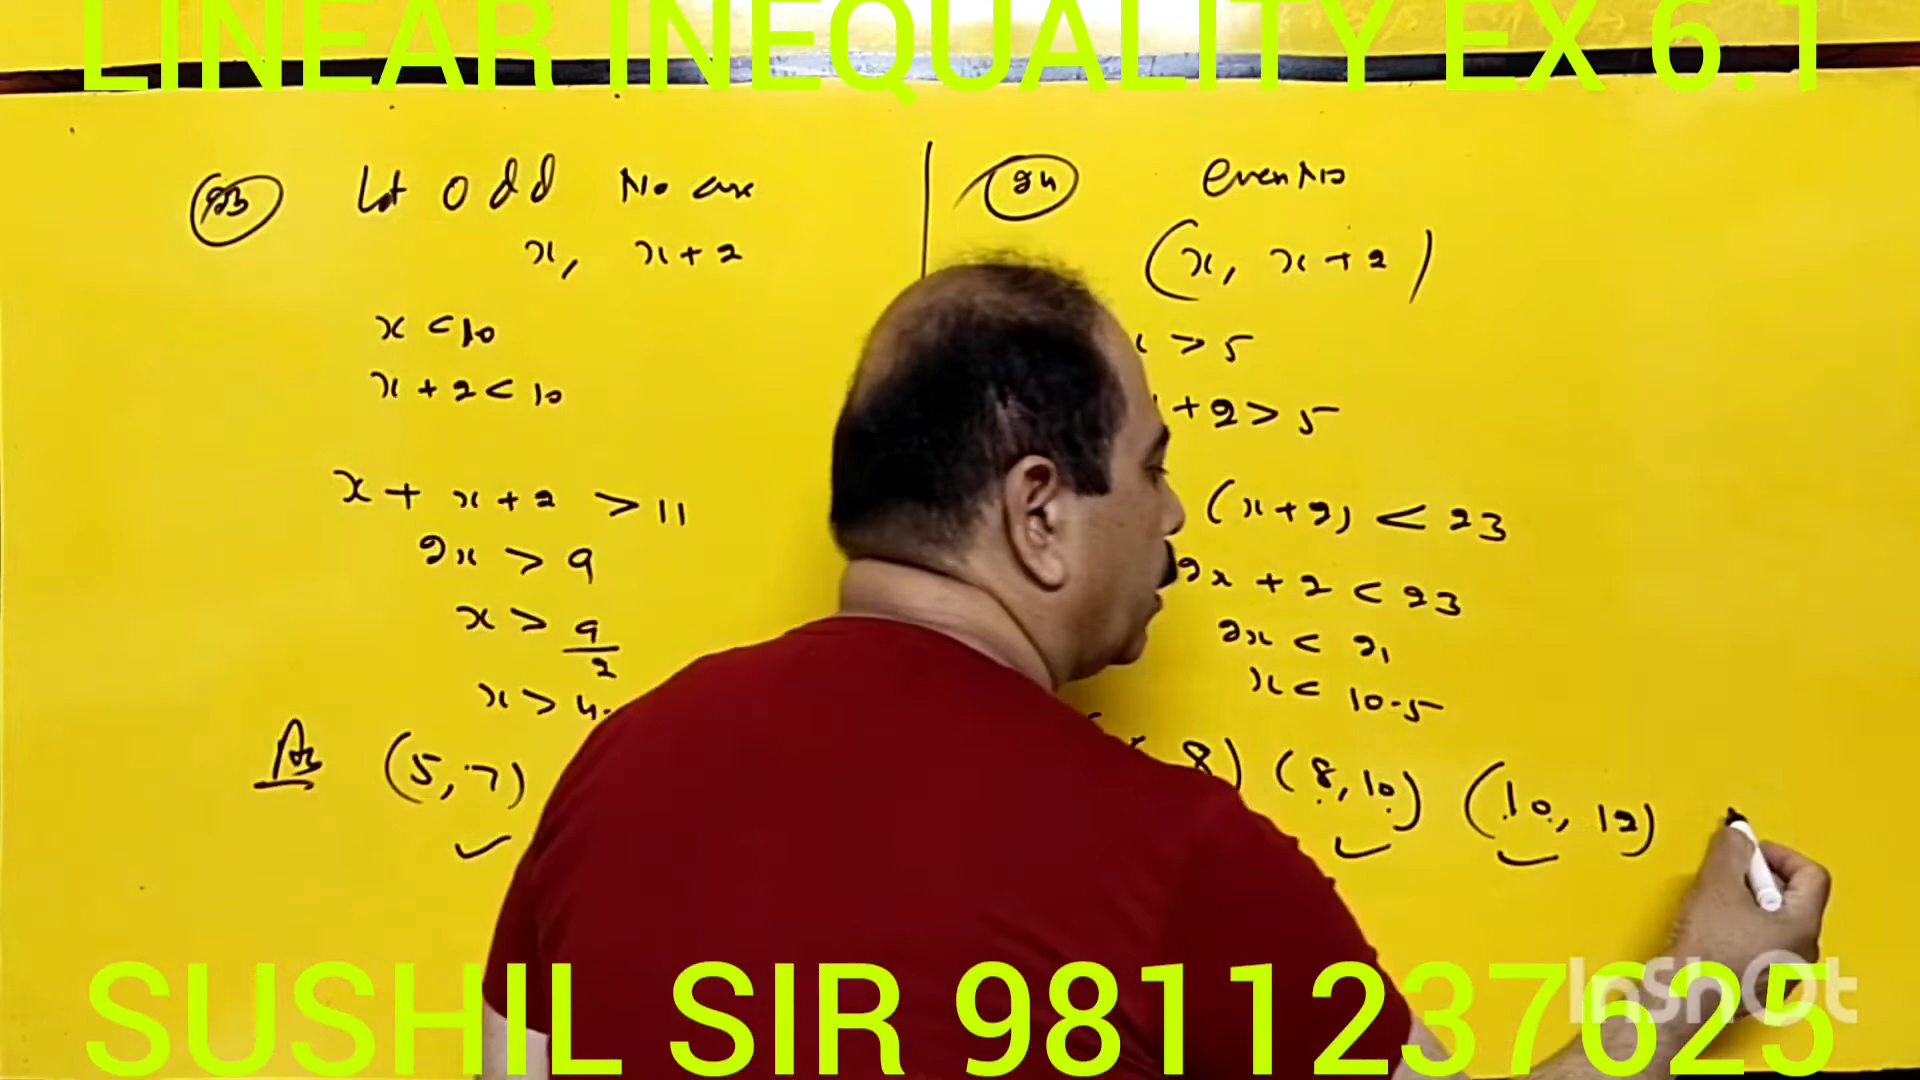 LINEAR INEQUALITY EX 6.1
23 Let odd No are
x, x+2
x < 10
x + 2 < 10
x + x + 2 > 11
2x > 9
x > 9/2
x > 4.
Ans (5, 7)
24 even No
(x, x+2)
> 5
+ 2 > 5
(x+2) < 23
2x + 2 < 23
2x < 21
x < 10.5
8) (8, 10) (10, 12)
SUSHIL SIR 9811237625
InShOt